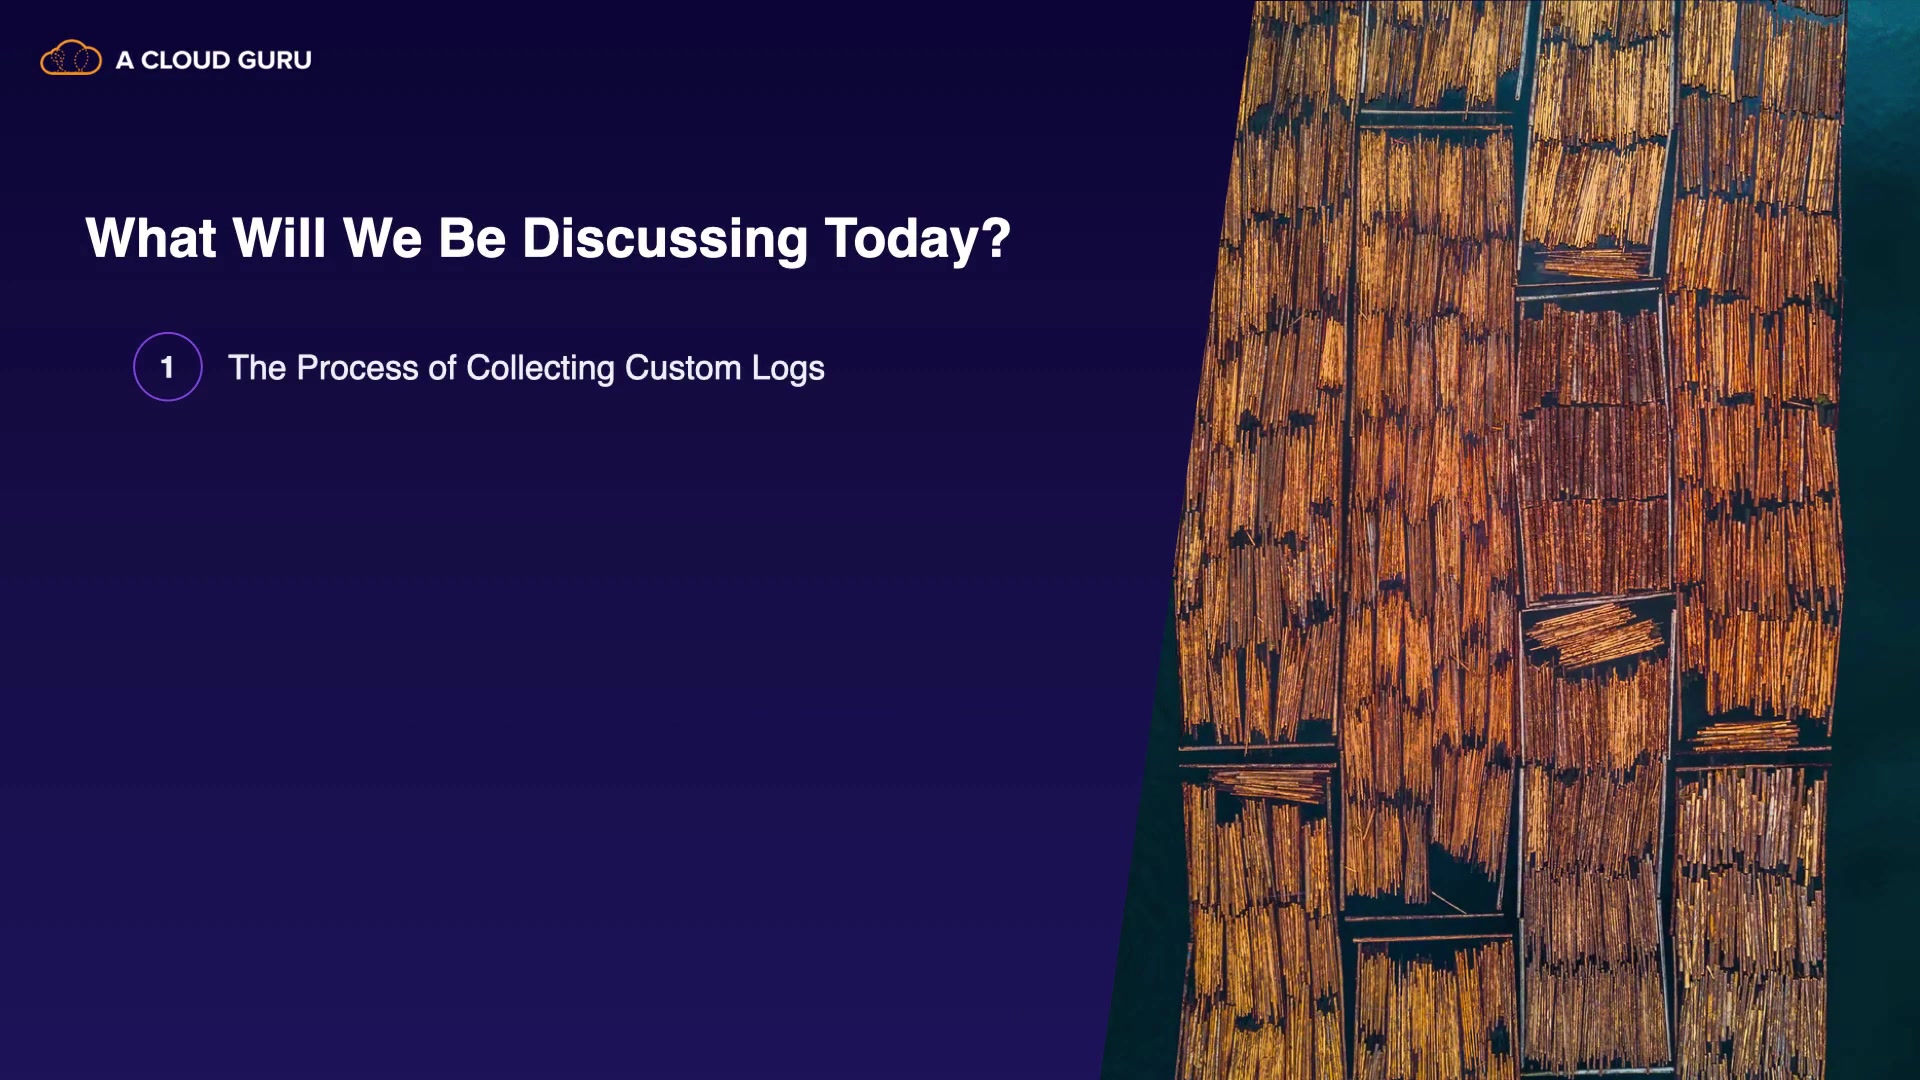 A CLOUD GURU
What Will We Be Discussing Today?
1 The Process of Collecting Custom Logs